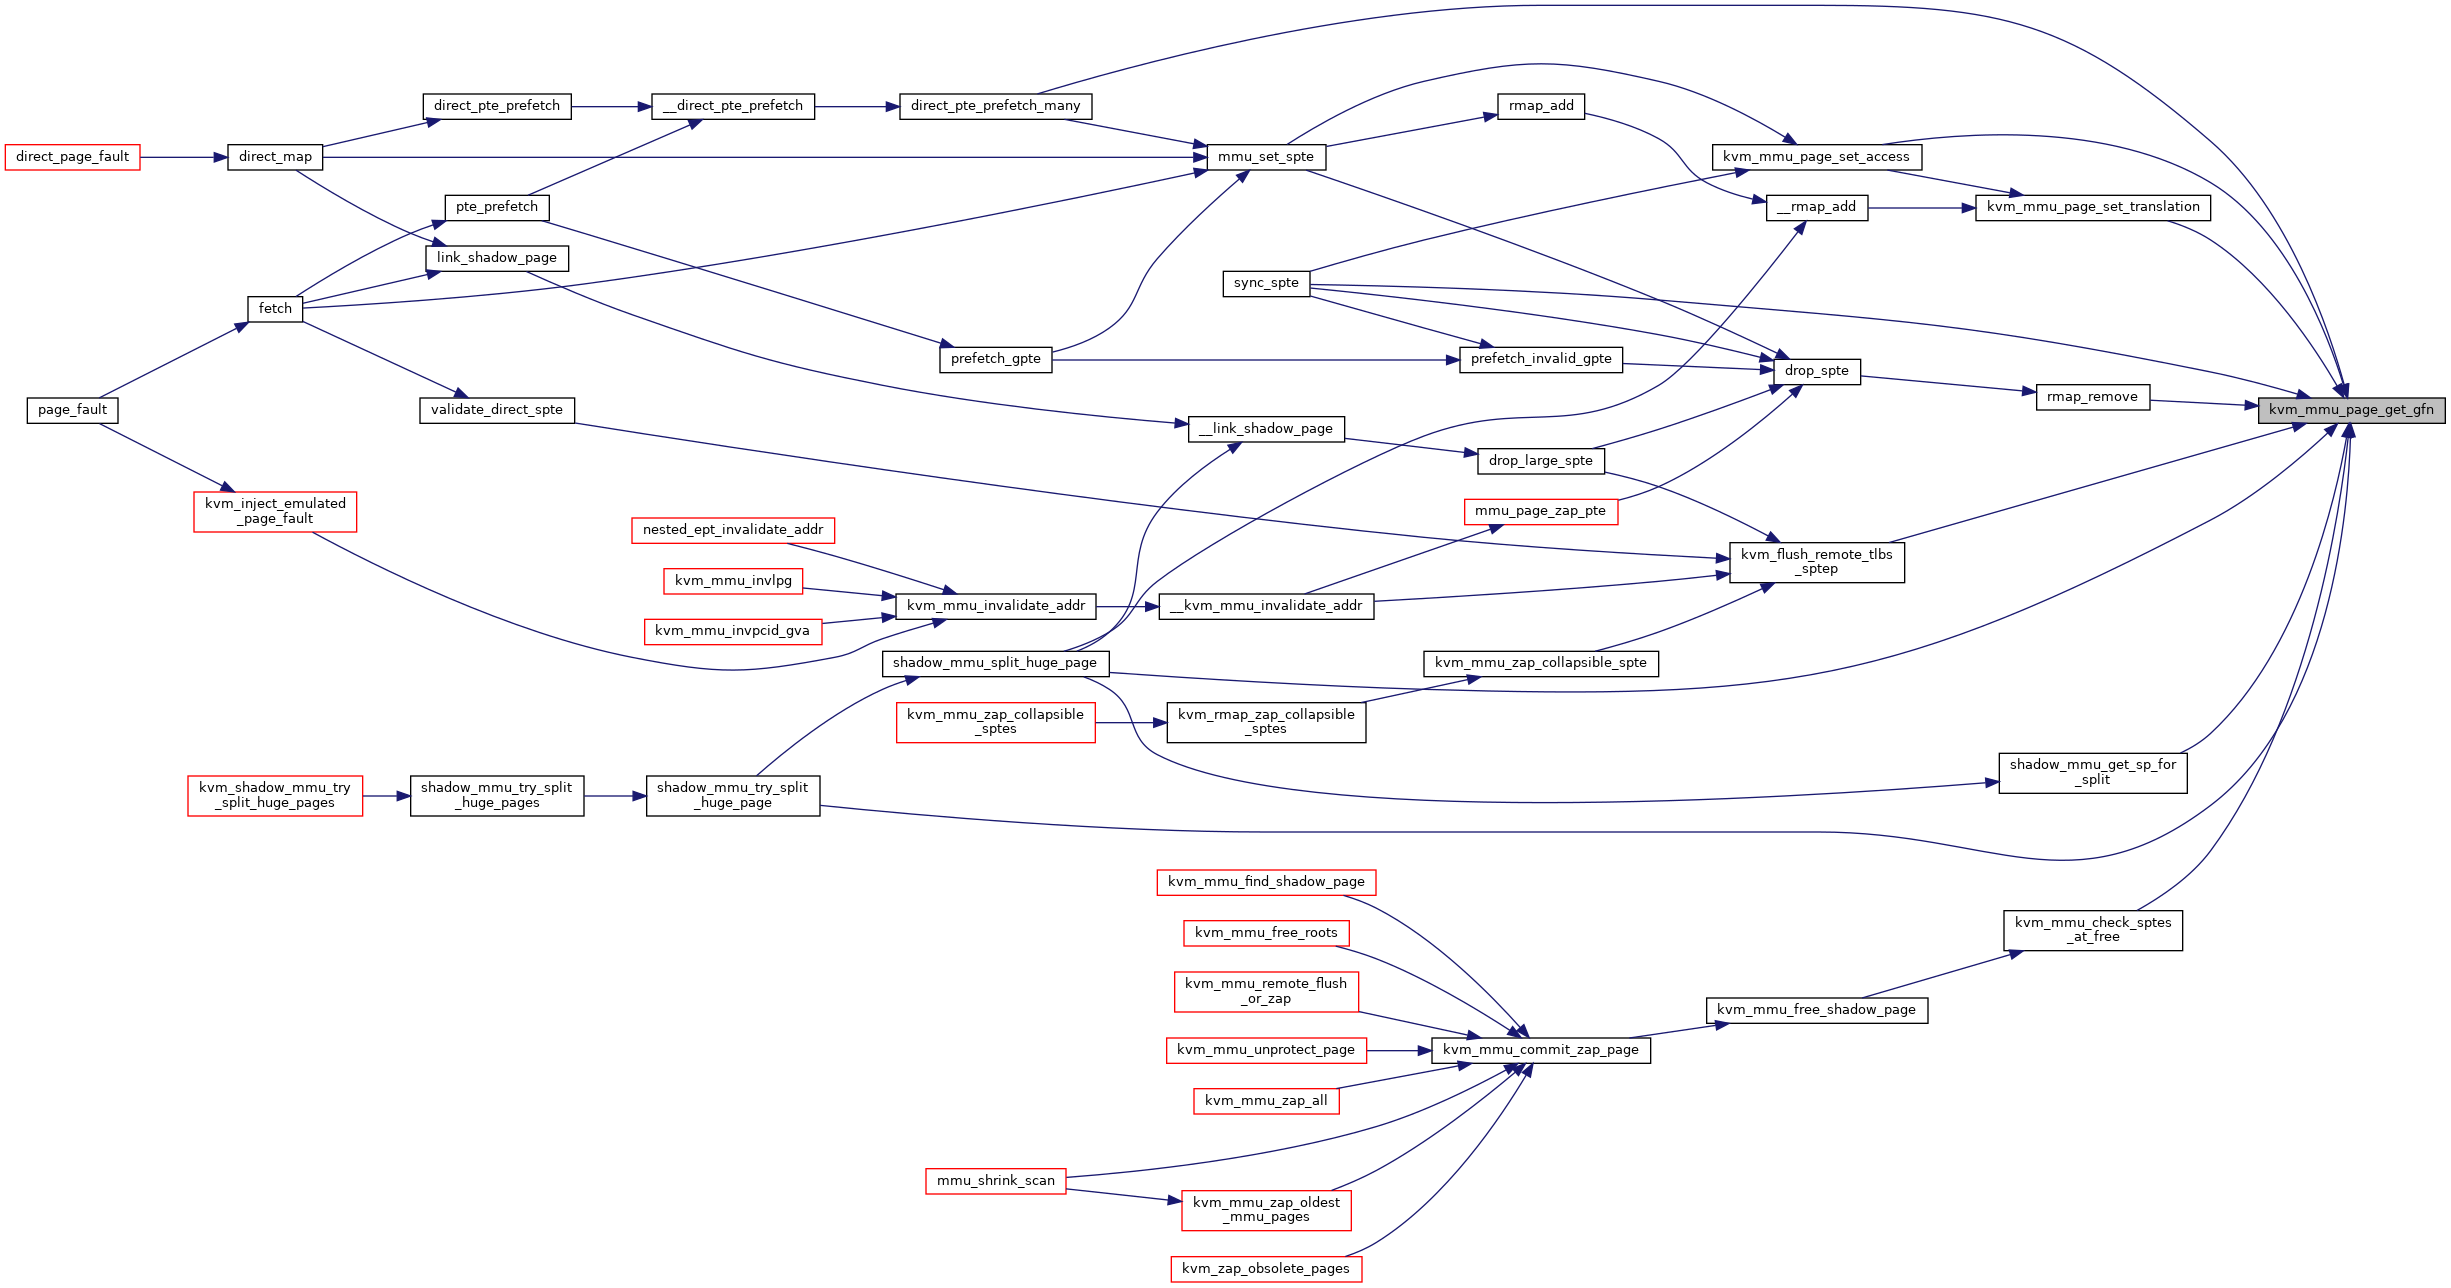 direct_pte_prefetch
__direct_pte_prefetch
direct_pte_prefetch_many
rmap_add
direct_page_fault
direct_map
mmu_set_spte
kvm_mmu_page_set_access
pte_prefetch
__rmap_add
kvm_mmu_page_set_translation
link_shadow_page
sync_spte
fetch
prefetch_gpte
prefetch_invalid_gpte
drop_spte
rmap_remove
page_fault
validate_direct_spte
kvm_mmu_page_get_gfn
__link_shadow_page
drop_large_spte
kvm_inject_emulated
_page_fault
mmu_page_zap_pte
nested_ept_invalidate_addr
kvm_flush_remote_tlbs
_sptep
kvm_mmu_invlpg
kvm_mmu_invalidate_addr
__kvm_mmu_invalidate_addr
kvm_mmu_invpcid_gva
shadow_mmu_split_huge_page
kvm_mmu_zap_collapsible_spte
kvm_mmu_zap_collapsible
_sptes
kvm_rmap_zap_collapsible
_sptes
shadow_mmu_get_sp_for
_split
kvm_shadow_mmu_try
_split_huge_pages
shadow_mmu_try_split
_huge_pages
shadow_mmu_try_split
_huge_page
kvm_mmu_find_shadow_page
kvm_mmu_free_roots
kvm_mmu_check_sptes
_at_free
kvm_mmu_remote_flush
_or_zap
kvm_mmu_free_shadow_page
kvm_mmu_unprotect_page
kvm_mmu_commit_zap_page
kvm_mmu_zap_all
mmu_shrink_scan
kvm_mmu_zap_oldest
_mmu_pages
kvm_zap_obsolete_pages